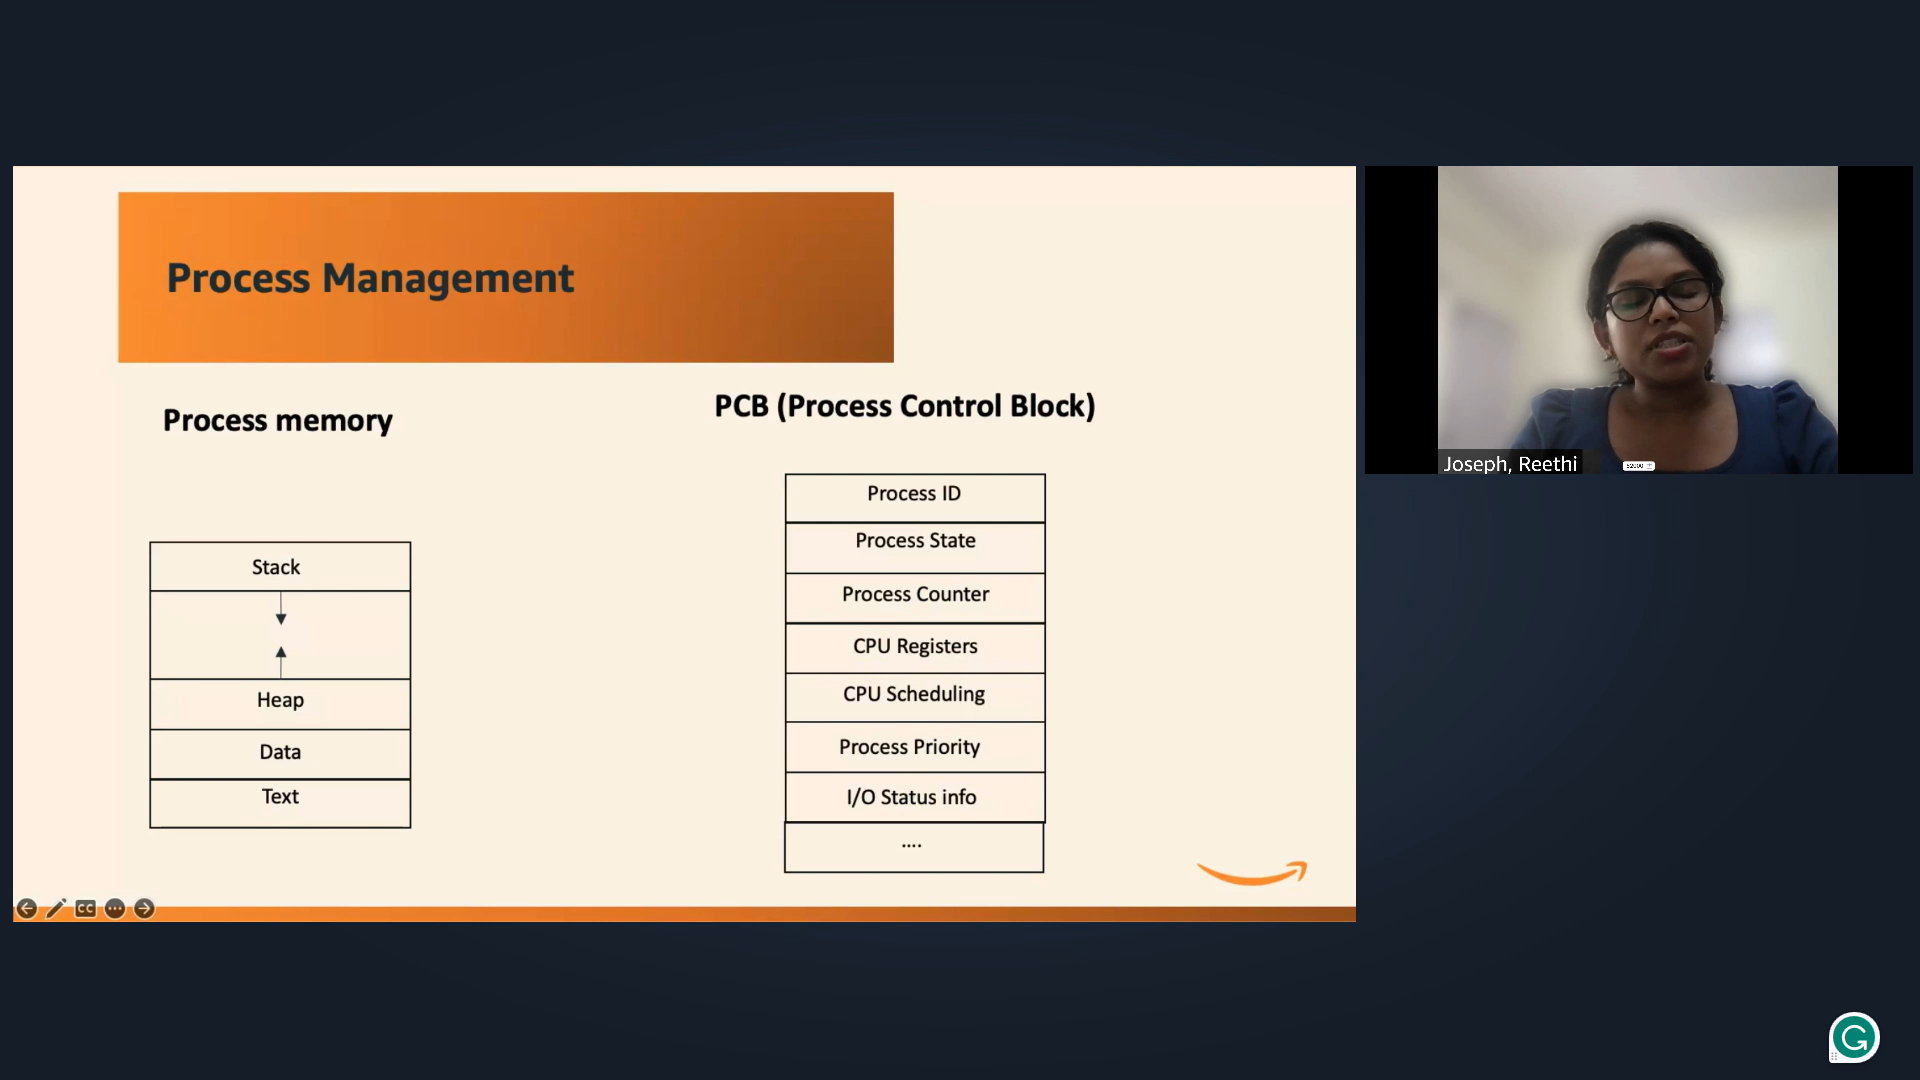 Process Management
Process memory
Stack
Heap
Data
Text
PCB (Process Control Block)
Process ID
Process State
Process Counter
CPU Registers
CPU Scheduling
Process Priority
I/O Status info
....
CC
Joseph, Reethi